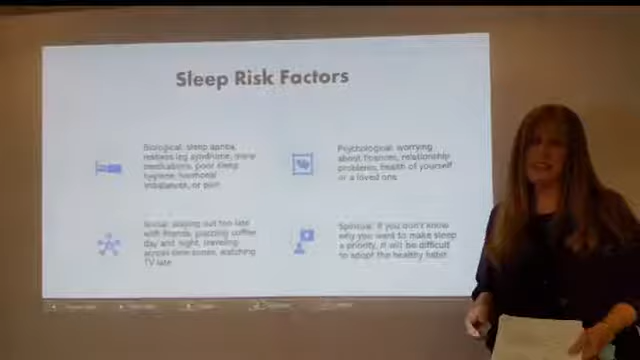 Sleep Risk Factors
Biological: sleep apnea,
restless leg syndrome, many
medications, poor sleep
hygiene, hormonal
imbalances, or pain
Psychological: worrying
about finances, relationship
problems, health of yourself
or a loved one
Social: staying out too late
with friends, guzzling coffee
day and night, traveling
across time zones, watching
TV late
Spiritual: If you don't know
why you want to make sleep
a priority, it will be difficult
to adopt the healthy habit